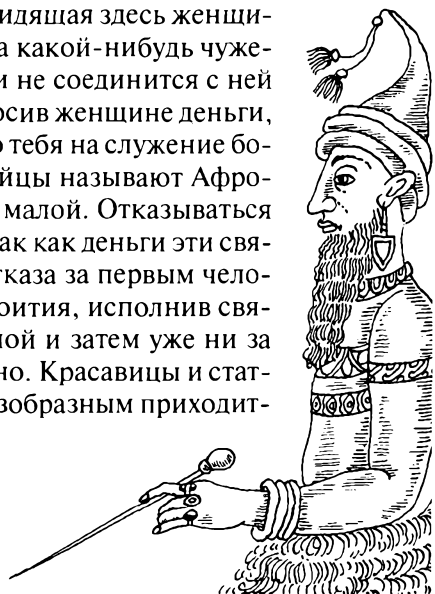 идящая здесь женщи-
а какой-нибудь чуже-
и не соединится с ней
осив женщине деньги,
о тебя на служение бо-
йцы называют Афро-
малой. Отказываться
ак как деньги эти свя-
тказа за первым чело-
оития, исполнив свя-
ой и затем уже ни за
но. Красавицы и стат-
зобразным приходит-